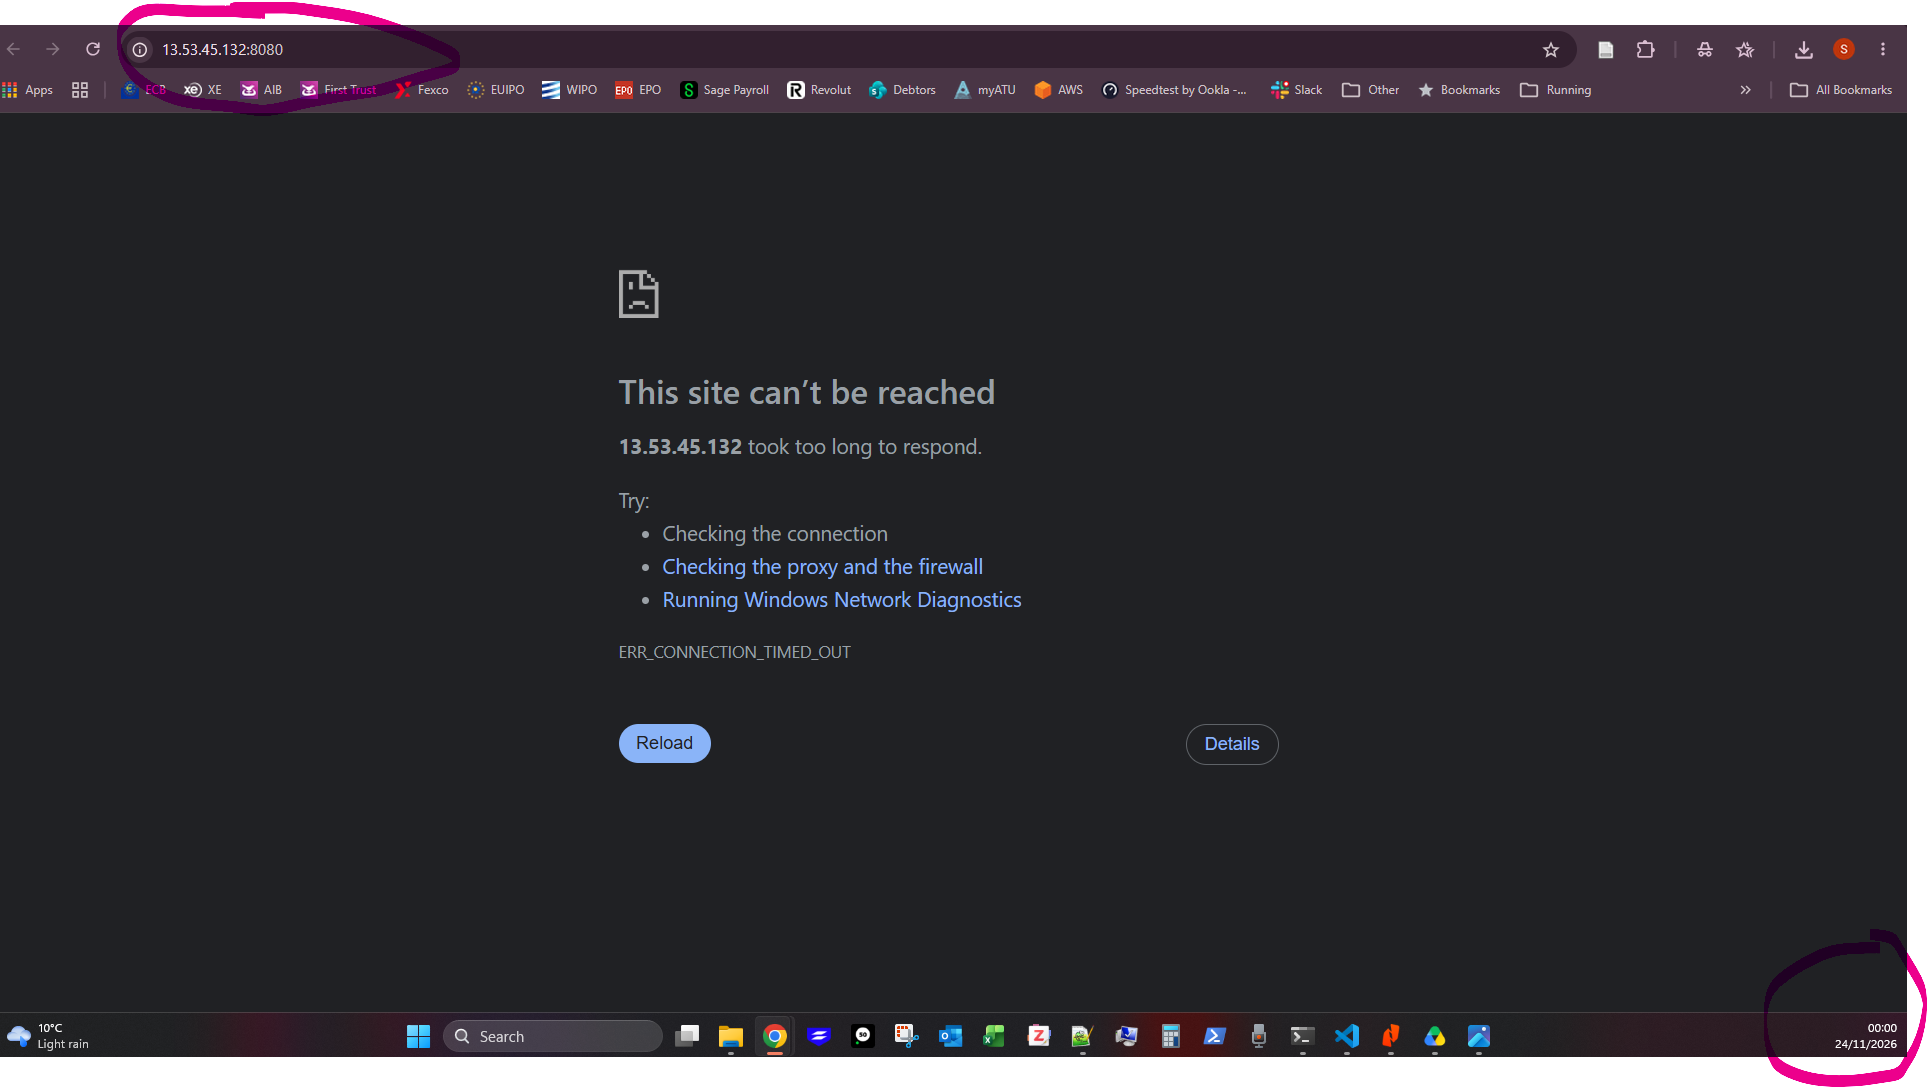 13.53.45.132:8080
Apps ECB XE AIB First Trust Fexco EUIPO WIPO EPO Sage Payroll Revolut Debtors myATU AWS Speedtest by Ookla -... Slack Other Bookmarks Running » All Bookmarks
This site can’t be reached
13.53.45.132 took too long to respond.
Try:
Checking the connection
Checking the proxy and the firewall
Running Windows Network Diagnostics
ERR_CONNECTION_TIMED_OUT
Reload Details
10°C
Light rain
Search
00:00
24/11/2026